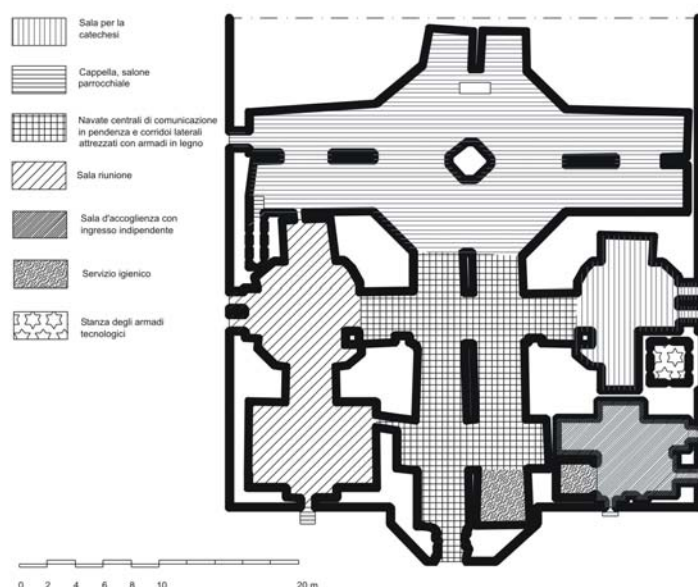 Sala per la
catechesi
Cappella, salone
parrocchiale
Navate centrali di comunicazione
in pendenza e corridoi laterali
attrezzati con armadi in legno
Sala riunione
Sala d'accoglienza con
ingresso indipendente
Servizio igienico
Stanza degli armadi
tecnologici
0 2 4 6 8 10 20 m